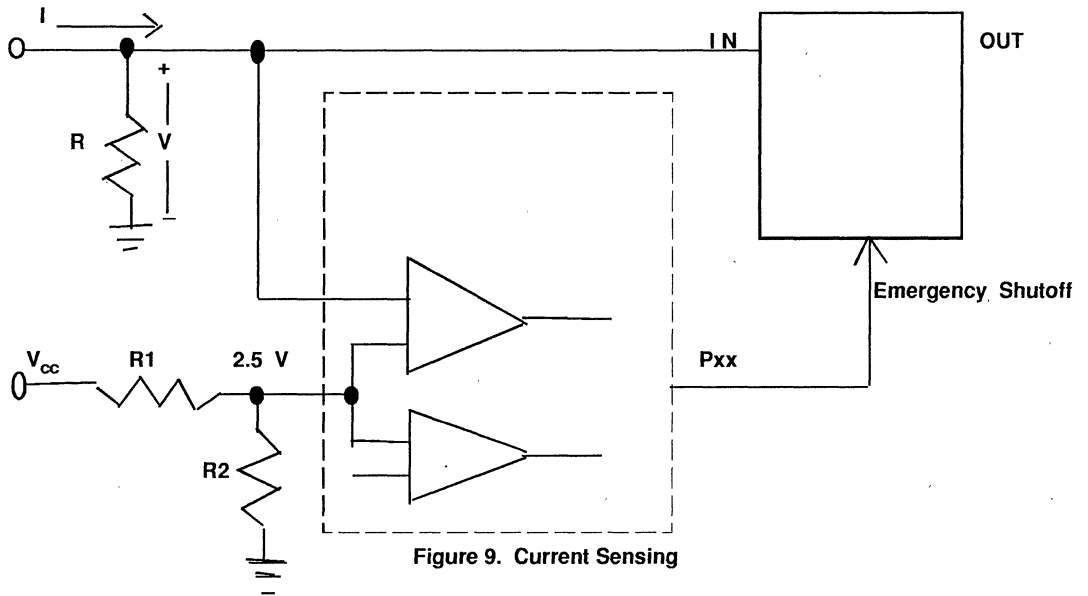 I
IN
OUT
+
R
V
–
Emergency Shutoff
Vcc
R1
2.5 V
Pxx
R2
Figure 9. Current Sensing